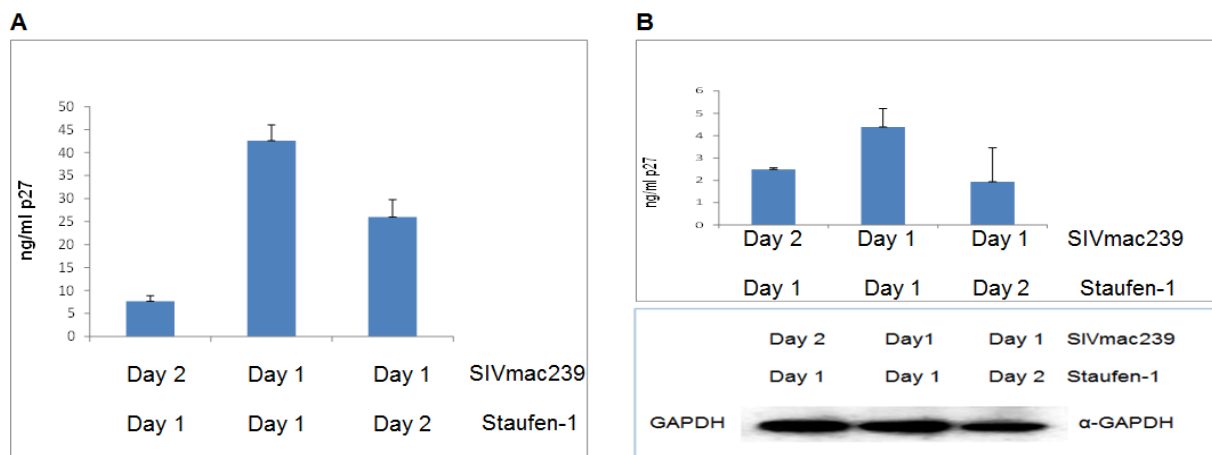 A
ng/ml p27
50
45
40
35
30
25
20
15
10
5
0
Day 2 Day 1 Day 1 SIVmac239
Day 1 Day 1 Day 2 Staufen-1
B
ng/ml p27
6
5
4
3
2
1
0
Day 2 Day 1 Day 1 SIVmac239
Day 1 Day 1 Day 2 Staufen-1
Day 2 Day1 Day 1 SIVmac239
Day 1 Day 1 Day 2 Staufen-1
GAPDH α-GAPDH